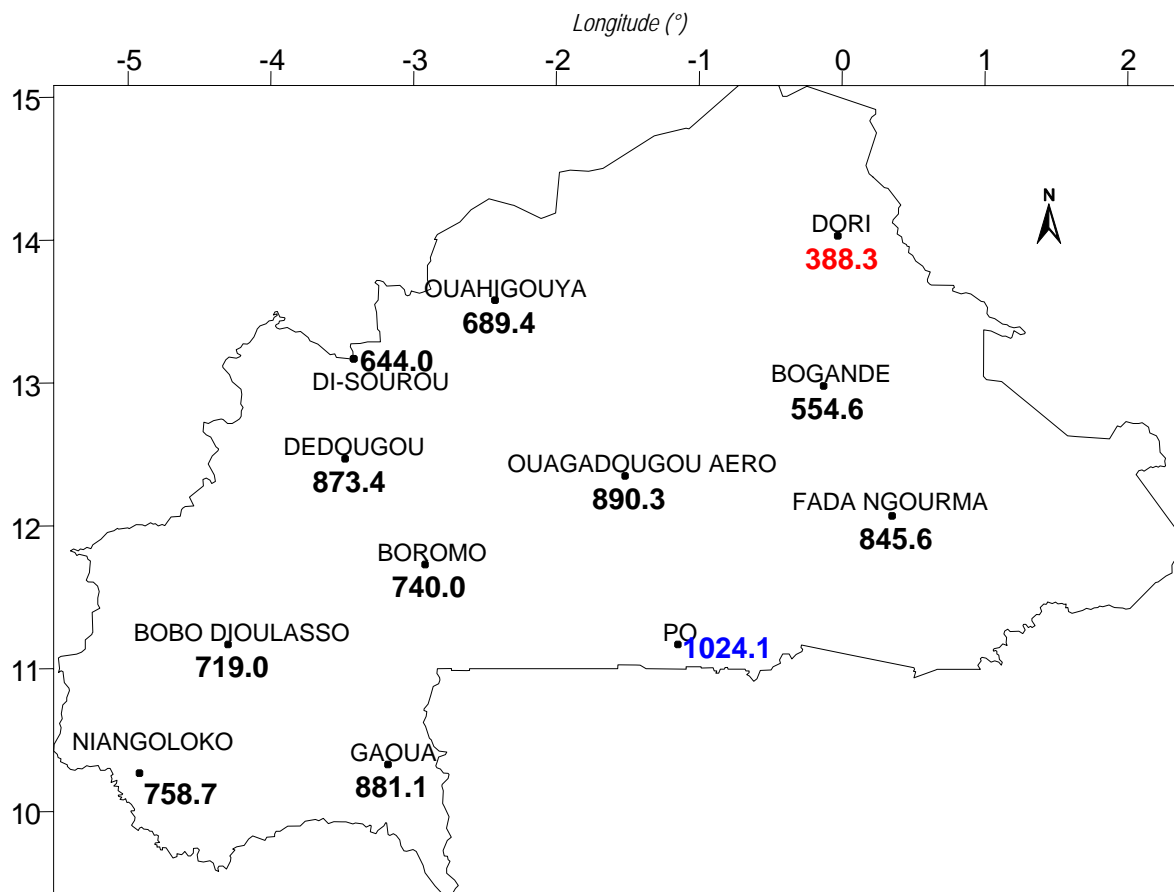 Longitude (°)
-5 -4 -3 -2 -1 0 1 2
15
N
DORI
14
388.3
OUAHIGOUYA
689.4
644.0
DI-SOUROU
13
BOGANDE
554.6
DEDOUGOU
873.4
OUAGADOUGOU AERO
890.3
FADA NGOURMA
845.6
12
BOROMO
740.0
BOBO DIOULASSO
719.0
PO
1024.1
11
NIANGOLOKO
758.7
GAOUA
881.1
10